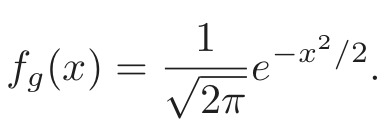 f_g(x) = \frac{1}{\sqrt{2\pi}} e^{-x^2/2}.